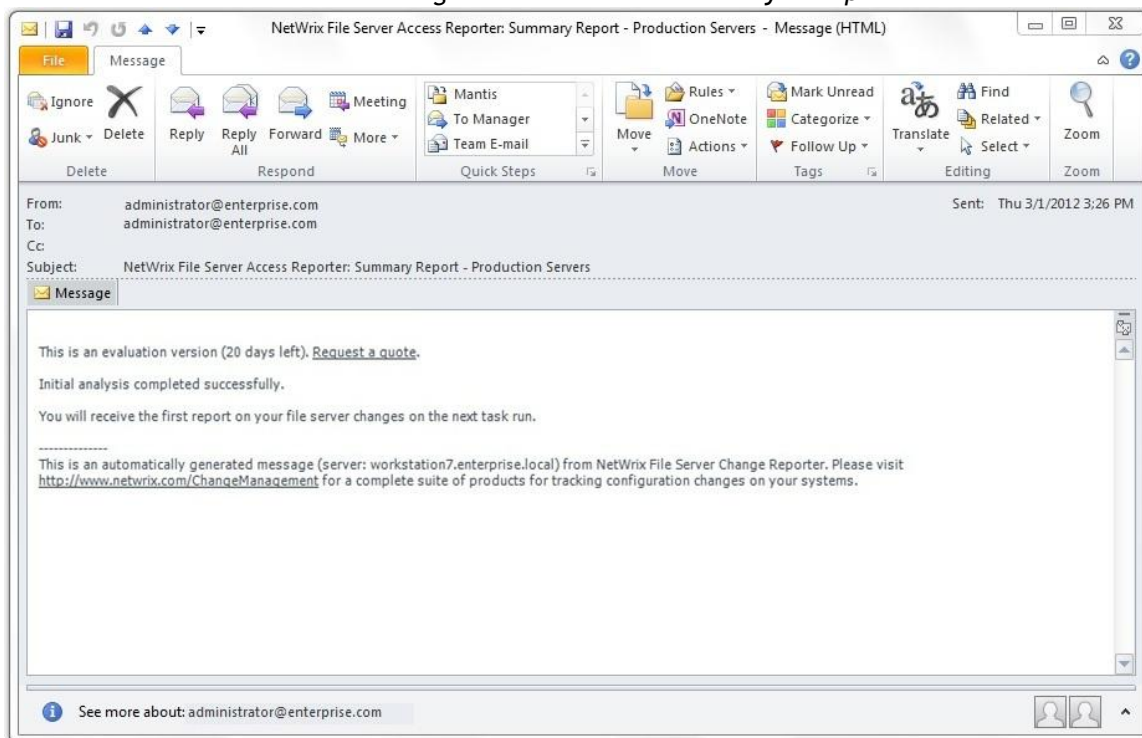 NetWrix File Server Access Reporter: Summary Report - Production Servers - Message (HTML)
File Message
Ignore
Junk
Delete
Delete
Reply
Reply All
Forward
Meeting
More
Respond
Mantis
To Manager
Team E-mail
Quick Steps
Move
Rules
OneNote
Actions
Move
Mark Unread
Categorize
Follow Up
Tags
Translate
Find
Related
Select
Editing
Zoom
Zoom
From: administrator@enterprise.com
Sent: Thu 3/1/2012 3:26 PM
To: administrator@enterprise.com
Cc:
Subject: NetWrix File Server Access Reporter: Summary Report - Production Servers
Message
This is an evaluation version (20 days left). Request a quote.
Initial analysis completed successfully.
You will receive the first report on your file server changes on the next task run.
--------------
This is an automatically generated message (server: workstation7.enterprise.local) from NetWrix File Server Change Reporter. Please visit
http://www.netwrix.com/ChangeManagement for a complete suite of products for tracking configuration changes on your systems.
See more about: administrator@enterprise.com